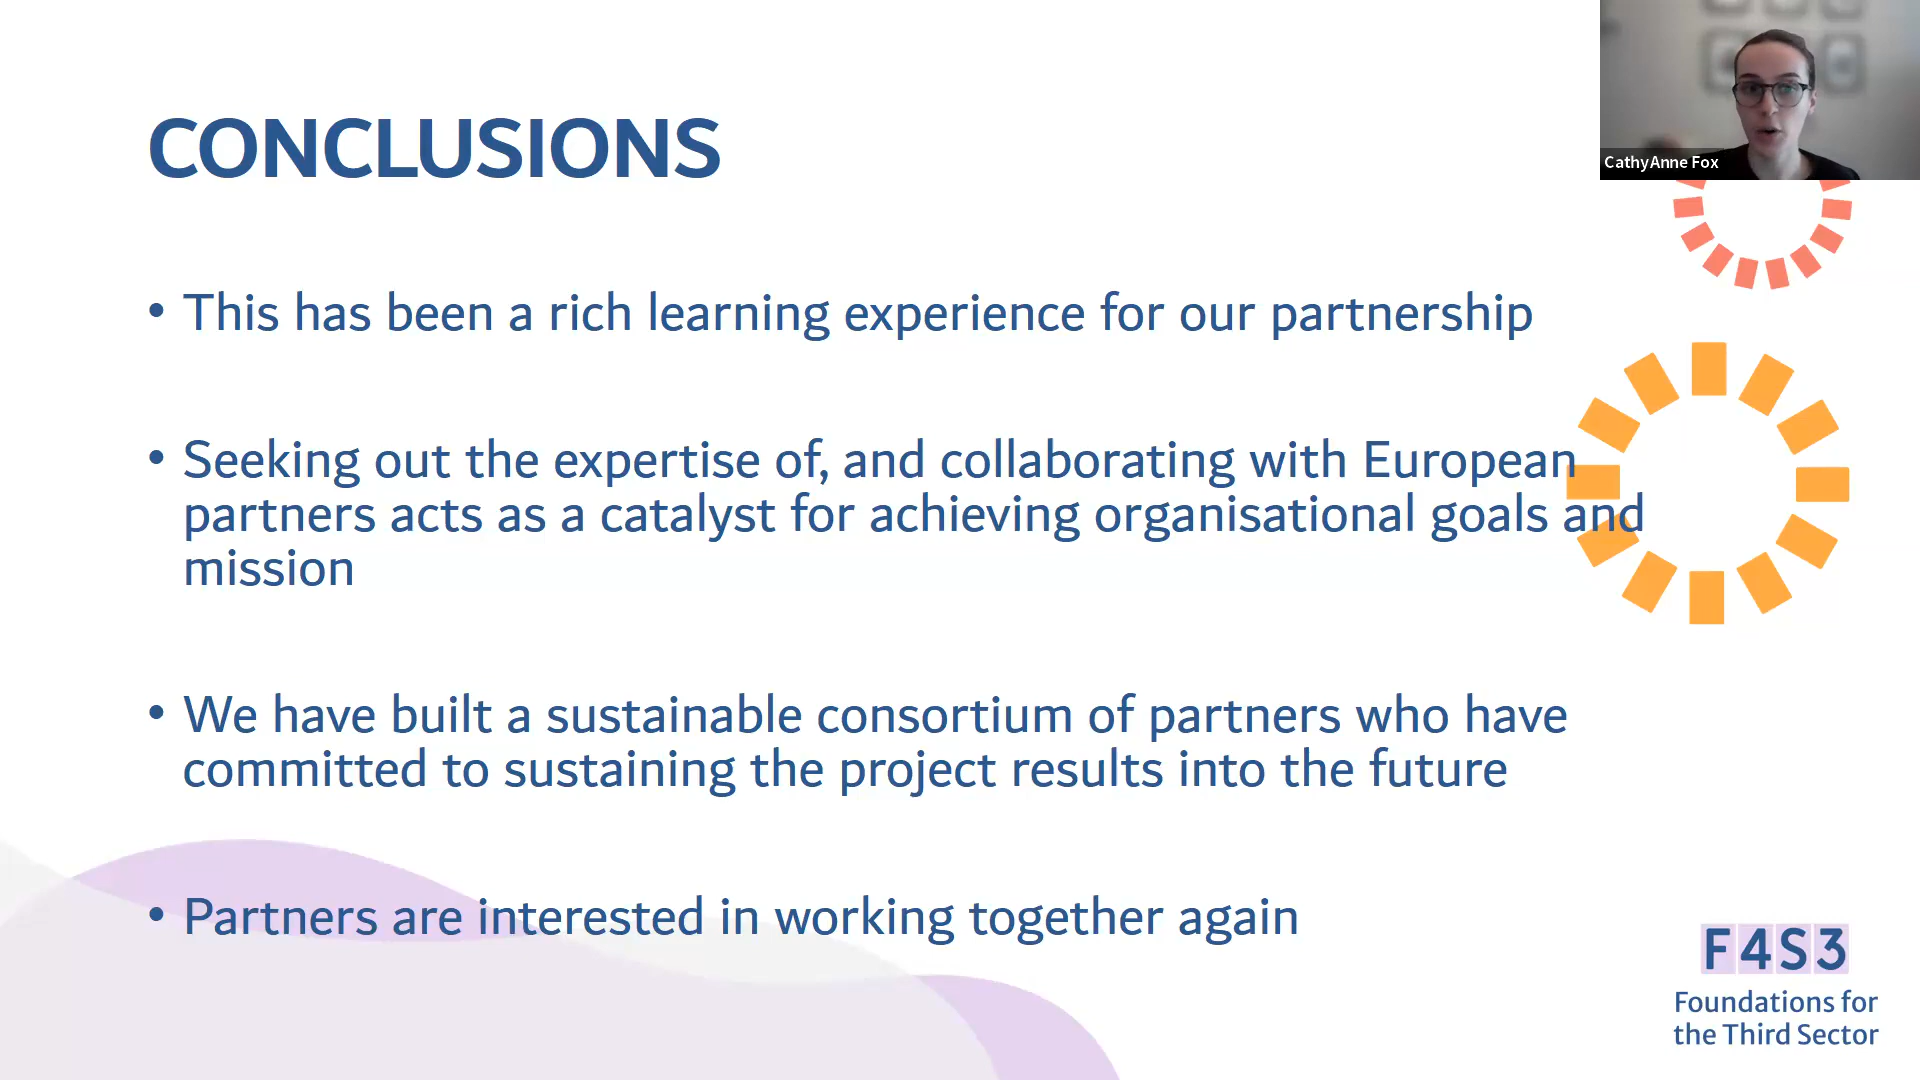 CathyAnne Fox
CONCLUSIONS
• This has been a rich learning experience for our partnership
• Seeking out the expertise of, and collaborating with European
partners acts as a catalyst for achieving organisational goals and
mission
• We have built a sustainable consortium of partners who have
committed to sustaining the project results into the future
• Partners are interested in working together again
F4S3
Foundations for
the Third Sector